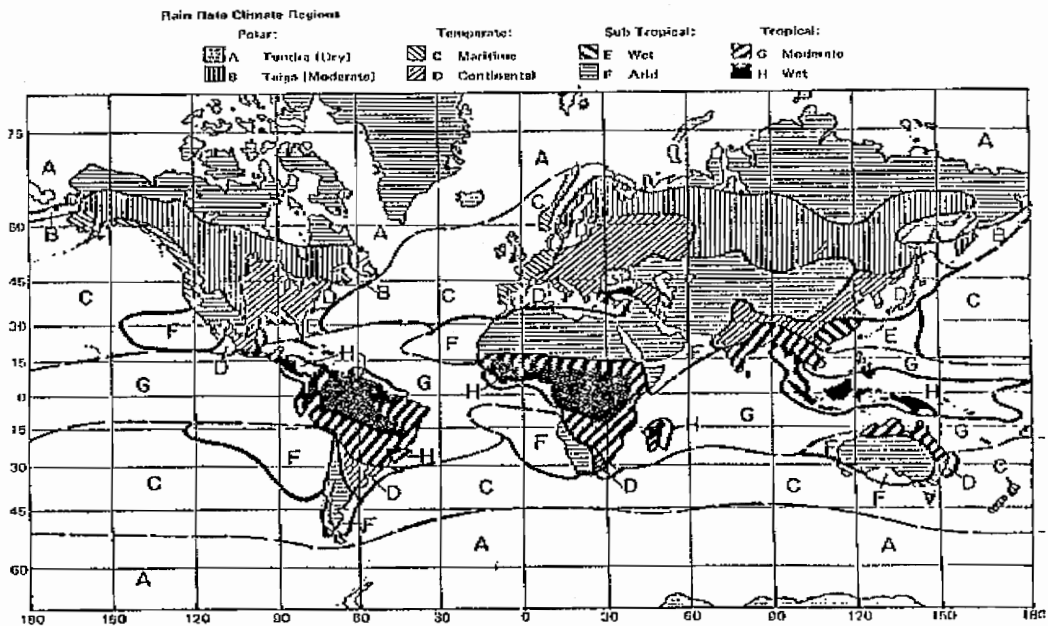 Rain Rate Climate Regions
Polar: Temperate: Sub Tropical: Tropical:
A Tundra (Dry) C Maritime E Wet G Moderate
B Taiga (Moderate) D Continental F Arid H Wet
75 A A A
C
D
B 60 A A B
45 C D B C D D C
30 F E F F E
15 D H G H G H
0 G H G
15 F H F H F G
30 C D C D C F D C
45 F A
60 A A A
180 150 120 90 60 30 0 30 60 90 120 150 180